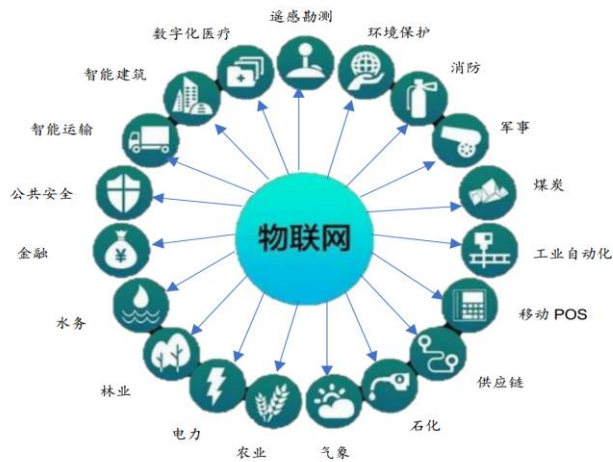 遥感勘测
数字化医疗
环境保护
智能建筑
消防
智能运输
军事
公共安全
煤炭
物联网
金融
工业自动化
水务
移动 POS
林业
供应链
电力
石化
农业
气象
¥